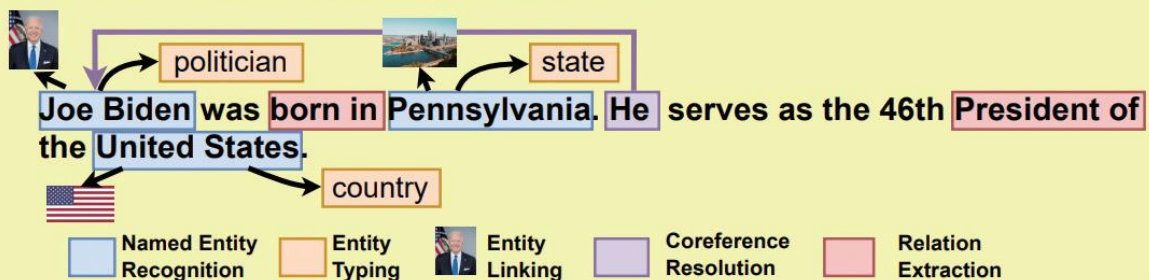 politician
state
Joe Biden was born in Pennsylvania. He serves as the 46th President of
the United States.
country
Named Entity
Recognition
Entity
Typing
Entity
Linking
Coreference
Resolution
Relation
Extraction